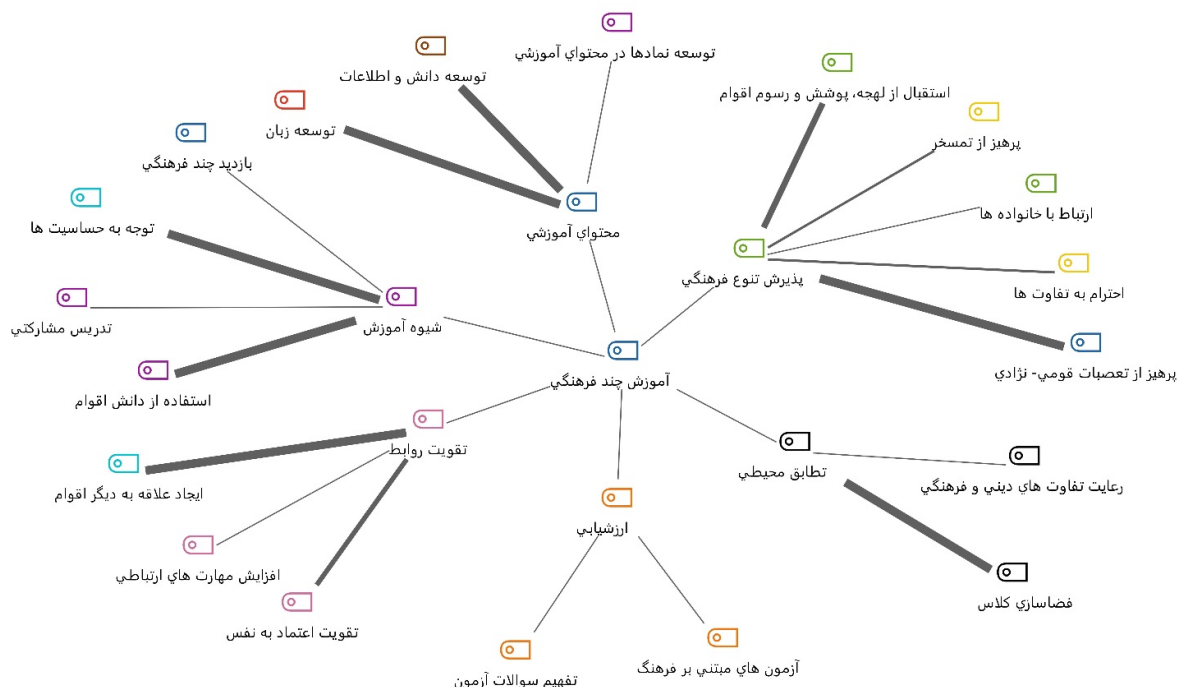 توسعه نمادها در محتواي آموزشي
توسعه دانش و اطلاعات
استقبال از لهجه، پوشش و رسوم اقوام
توسعه زبان
پرهيز از تمسخر
بازديد چند فرهنگي
ارتباط با خانواده ها
توجه به حساسيت ها
محتواي آموزشي
پذيرش تنوع فرهنگي
احترام به تفاوت ها
تدريس مشارکتي
شيوه آموزش
پرهيز از تعصبات قومي- نژادي
آموزش چند فرهنگي
استفاده از دانش اقوام
تقويت روابط
تطابق محيطي
رعايت تفاوت هاي ديني و فرهنگي
ايجاد علاقه به ديگر اقوام
ارزشيابي
افزايش مهارت هاي ارتباطي
فضاسازي کلاس
تقويت اعتماد به نفس
آزمون هاي مبتني بر فرهنگ
تفهيم سوالات آزمون